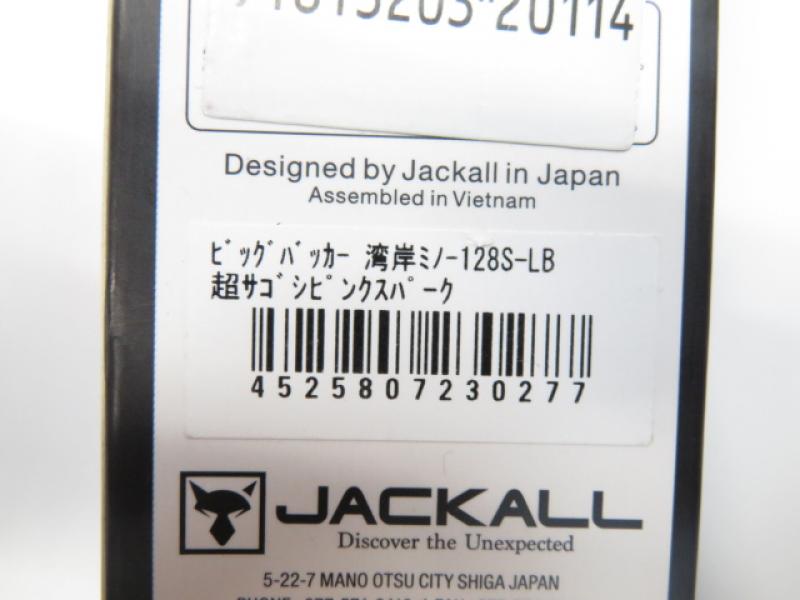 1015203"20114
Designed by Jackall in Japan
Assembled in Vietnam
ﾋﾞｯｸﾞﾊﾞｯｶｰ 湾岸ﾐﾉｰ128S-LB
超ｻｺﾞｼﾋﾟﾝｸｽﾊﾟｰｸ
4525807230277
JACKALL
Discover the Unexpected
5-22-7 MANO OTSU CITY SHIGA JAPAN